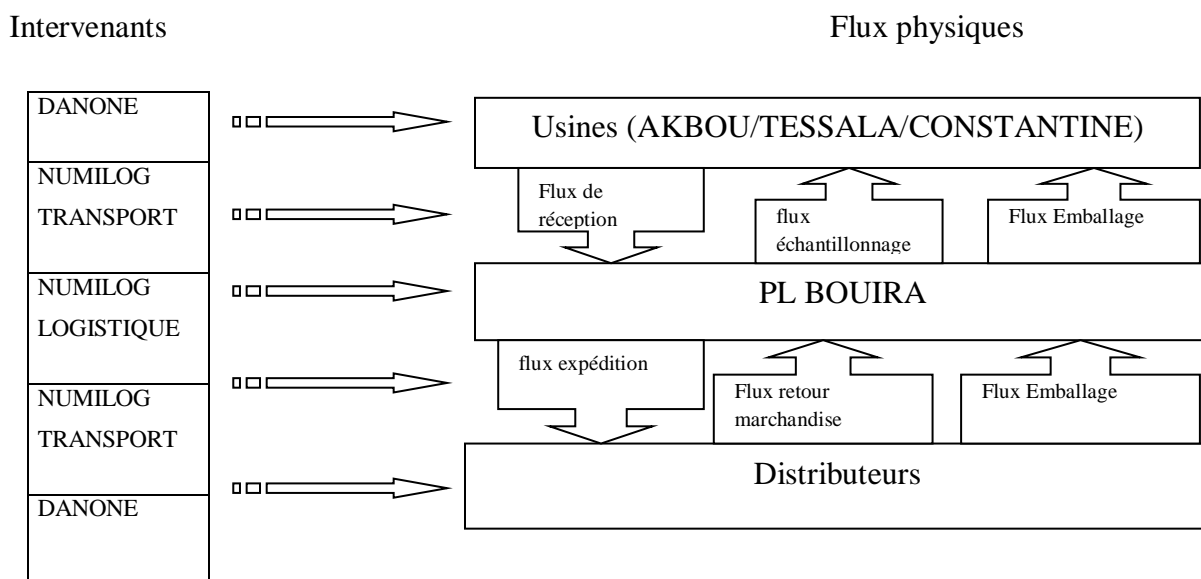 Intervenants
Flux physiques
DANONE
NUMILOG
TRANSPORT
NUMILOG
LOGISTIQUE
NUMILOG
TRANSPORT
DANONE
Usines (AKBOU/TESSALA/CONSTANTINE)
Flux de
réception
flux
échantillonnage
Flux Emballage
PL BOUIRA
flux expédition
Flux retour
marchandise
Flux Emballage
Distributeurs